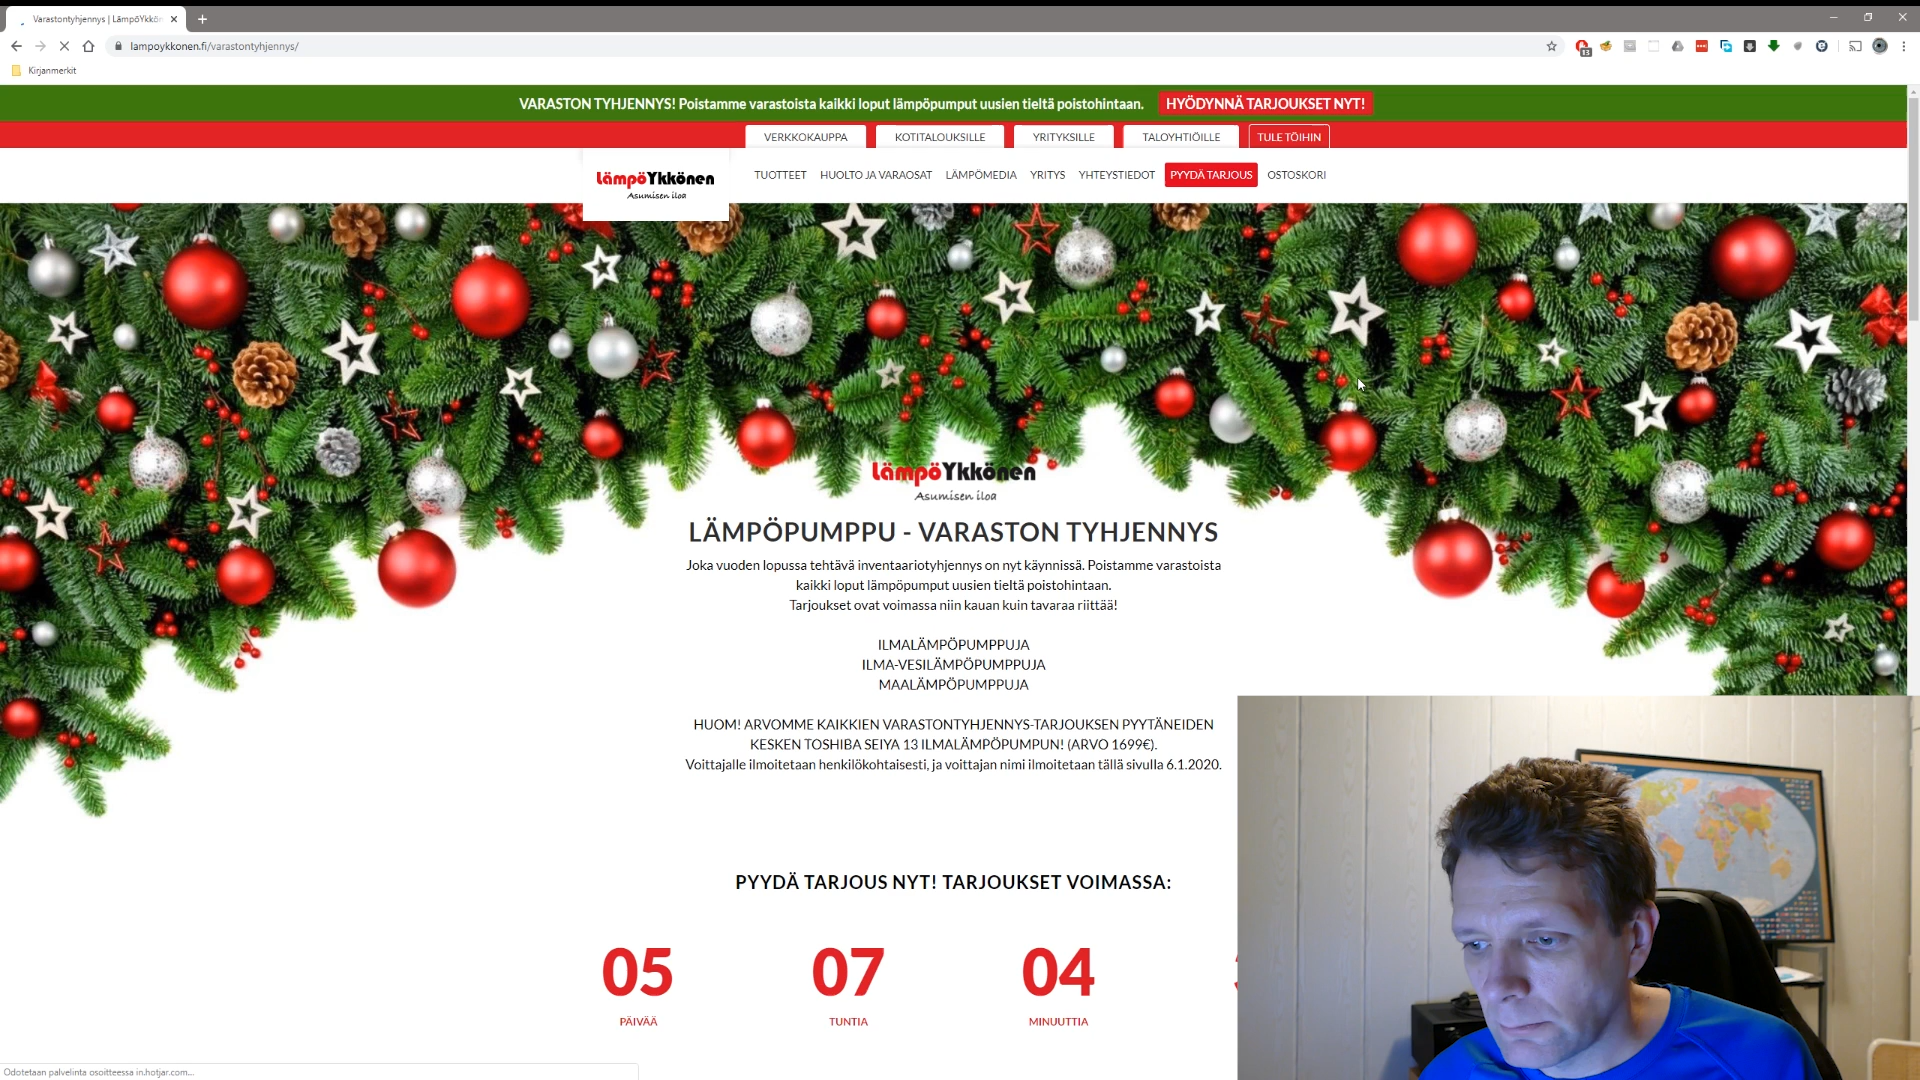 Varastontyhjennys | LämpöYkkön
lampoykkonen.fi/varastontyhjennys/
13
Kirjanmerkit
VARASTON TYHJENNYS! Poistamme varastoista kaikki loput lämpöpumput uusien tieltä poistohintaan. HYÖDYNNÄ TARJOUKSET NYT!
VERKKOKAUPPA KOTITALOUKSILLE YRITYKSILLE TALOYHTIÖILLE TULE TÖIHIN
LämpöYkkönen
Asumisen iloa
TUOTTEET HUOLTO JA VARAOSAT LÄMPÖMEDIA YRITYS YHTEYSTIEDOT PYYDÄ TARJOUS OSTOSKORI
LämpöYkkönen
Asumisen iloa
LÄMPÖPUMPPU - VARASTON TYHJENNYS
Joka vuoden lopussa tehtävä inventaariotyhjennys on nyt käynnissä. Poistamme varastoista
kaikki loput lämpöpumput uusien tieltä poistohintaan.
Tarjoukset ovat voimassa niin kauan kuin tavaraa riittää!
ILMALÄMPÖPUMPPUJA
ILMA-VESILÄMPÖPUMPPUJA
MAALÄMPÖPUMPPUJA
HUOM! ARVOMME KAIKKIEN VARASTONTYHJENNYS-TARJOUKSEN PYYTÄNEIDEN
KESKEN TOSHIBA SEIYA 13 ILMALÄMPÖPUMPUN! (ARVO 1699€).
Voittajalle ilmoitetaan henkilökohtaisesti, ja voittajan nimi ilmoitetaan tällä sivulla 6.1.2020.
PYYDÄ TARJOUS NYT! TARJOUKSET VOIMASSA:
05 07 04
PÄIVÄÄ TUNTIA MINUUTTIA
Odotetaan palvelinta osoitteessa in.hotjar.com...